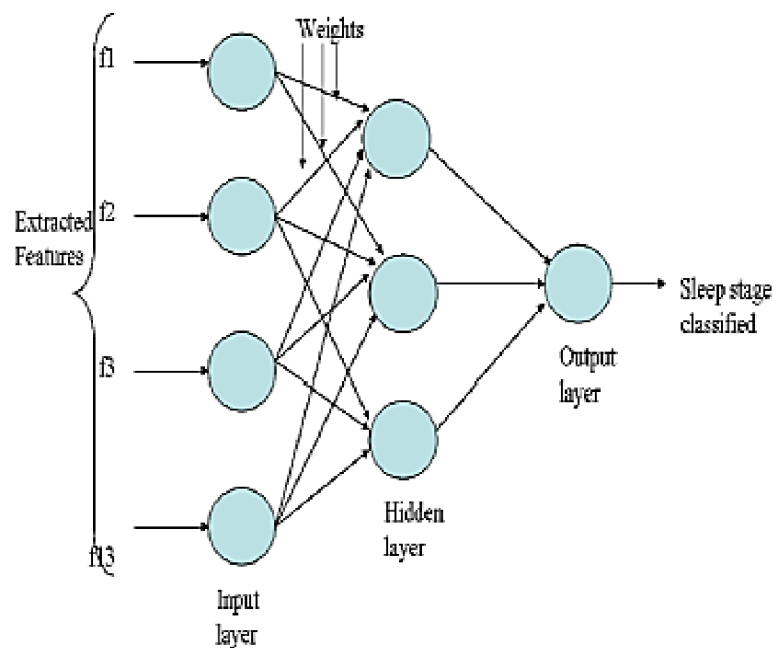 Weights
f1
f2
Extracted
Features
f3
f13
Sleep stage
classified
Output
layer
Hidden
layer
Input
layer